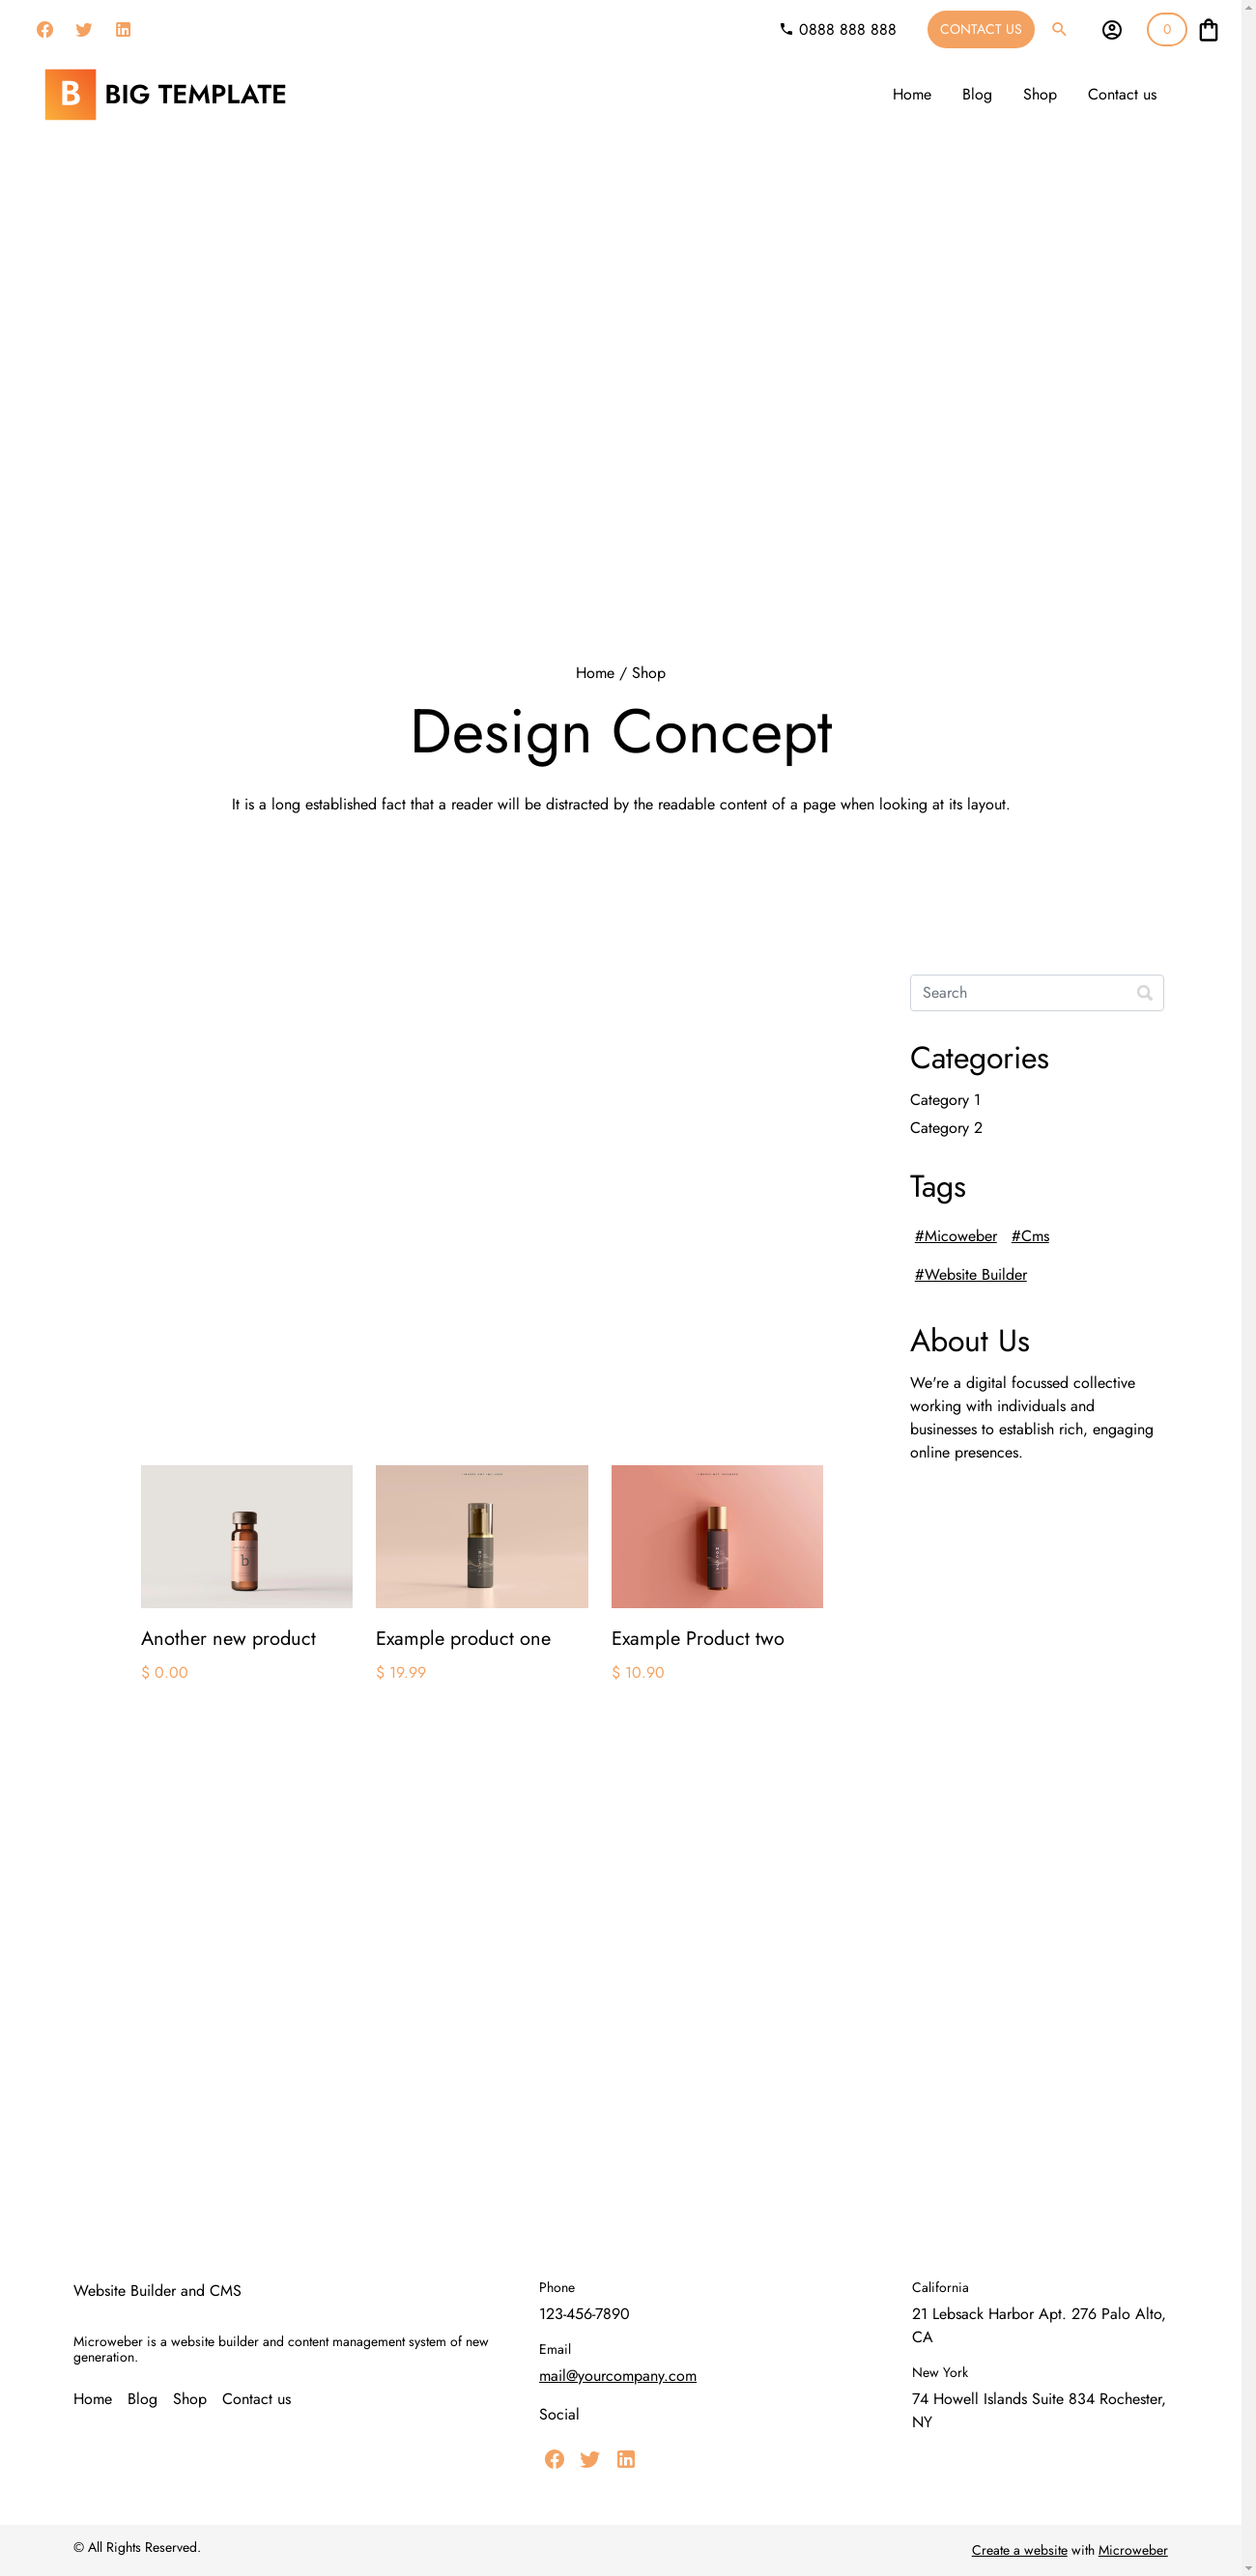 0888 888 888
CONTACT US
0
B BIG TEMPLATE
Home Blog Shop Contact us
Home / Shop
Design Concept
It is a long established fact that a reader will be distracted by the readable content of a page when looking at its layout.
Search
Categories
Category 1
Category 2
Tags
#Micoweber #Cms
#Website Builder
About Us
We're a digital focussed collective
working with individuals and
businesses to establish rich, engaging
online presences.
b
Another new product
$ 0.00
Example product one
$ 19.99
Example Product two
$ 10.90
Website Builder and CMS
Microweber is a website builder and content management system of new
generation.
Home Blog Shop Contact us
Phone
123-456-7890
Email
mail@yourcompany.com
Social
California
21 Lebsack Harbor Apt. 276 Palo Alto,
CA
New York
74 Howell Islands Suite 834 Rochester,
NY
© All Rights Reserved.
Create a website with Microweber